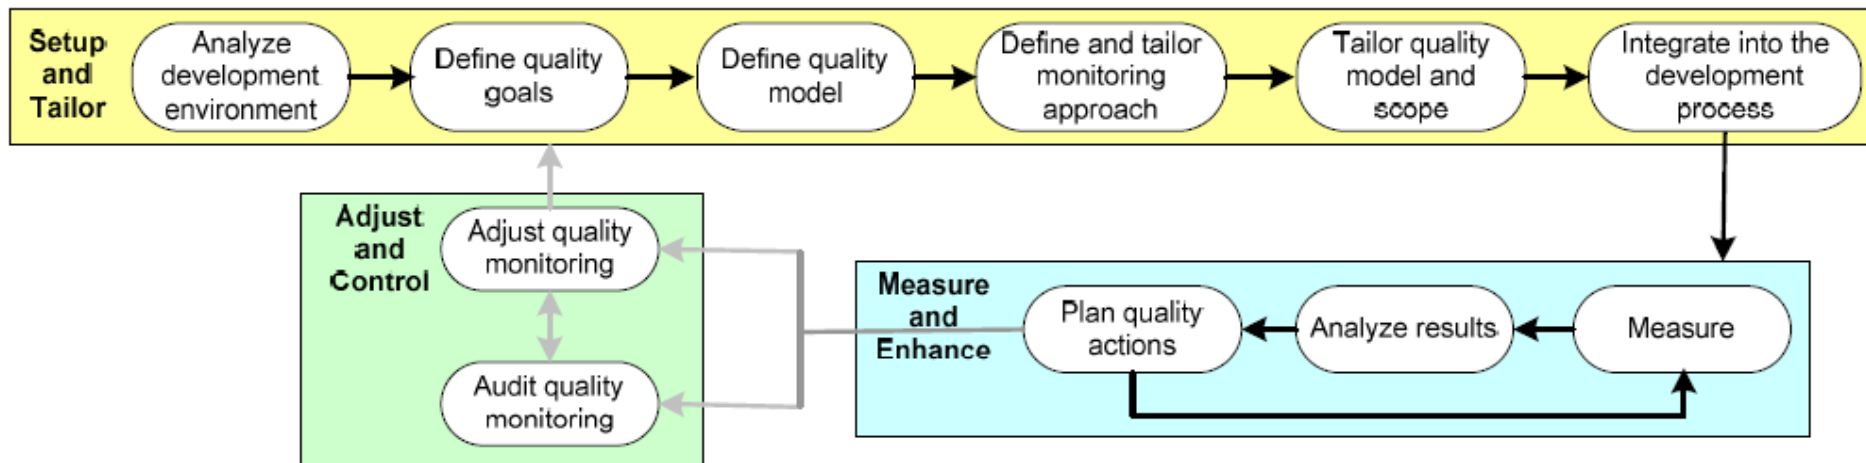 Setup
and
Tailor
Analyze
development
environment
Define quality
goals
Define quality
model
Define and tailor
monitoring
approach
Tailor quality
model and
scope
Integrate into the
development
process
Adjust
and
Control
Adjust quality
monitoring
Audit quality
monitoring
Measure
and
Enhance
Plan quality
actions
Analyze results
Measure